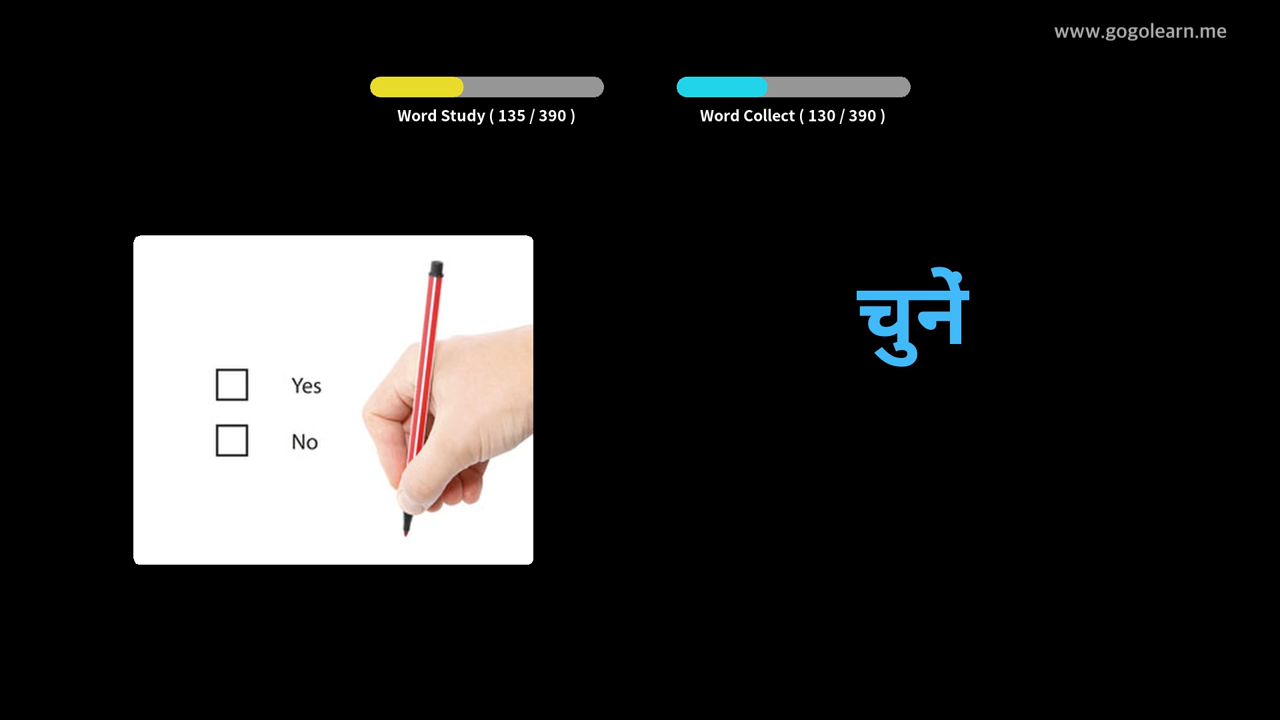 www.gogolearn.me
Word Study ( 135 / 390 )
Word Collect ( 130 / 390 )
चुनें
Yes
No